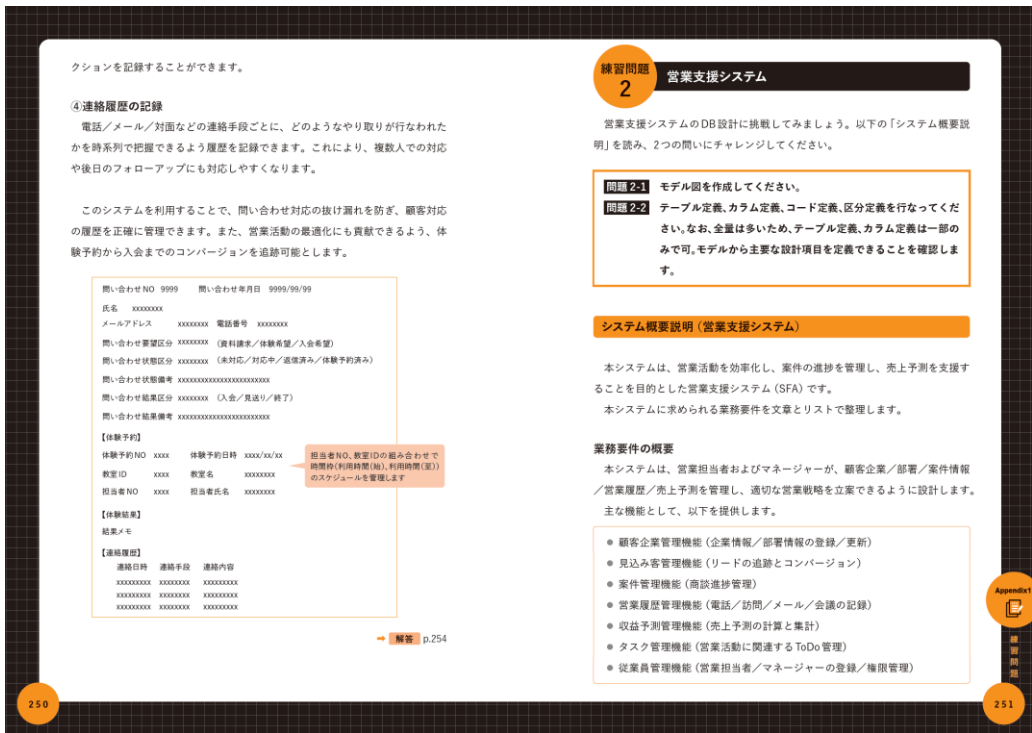 クションを記録することができます。
④連絡履歴の記録
電話／メール／対面などの連絡手段ごとに、どのようなやり取りが行なわれた
かを時系列で把握できるよう履歴を記録できます。これにより、複数人での対応
や後日のフォローアップにも対応しやすくなります。
このシステムを利用することで、問い合わせ対応の抜け漏れを防ぎ、顧客対応
の履歴を正確に管理できます。また、営業活動の最適化にも貢献できるよう、体
験予約から入会までのコンバージョンを追跡可能とします。
問い合わせNO 9999 問い合わせ年月日 9999/99/99
氏名 xxxxxxxx
メールアドレス xxxxxxxx 電話番号 xxxxxxxx
問い合わせ要望区分 xxxxxxxx （資料請求／体験希望／入会希望）
問い合わせ状態区分 xxxxxxxx （未対応／対応中／返信済み／体験予約済み）
問い合わせ状態備考 xxxxxxxxxxxxxxxxxxxxxxxx
問い合わせ結果区分 xxxxxxxx （入会／見送り／終了）
問い合わせ結果備考 xxxxxxxxxxxxxxxxxxxxxxxx
【体験予約】
体験予約NO xxxx 体験予約日時 xxxx/xx/xx
教室ID xxxx 教室名 xxxxxxxx
担当者NO xxxx 担当者氏名 xxxxxxxx
担当者NO、教室IDの組み合わせで
時間枠(利用時間(始)、利用時間(至))
のスケジュールを管理します
【体験結果】
結果メモ
【連絡履歴】
連絡日時 連絡手段 連絡内容
xxxxxxxxx xxxxxxxx xxxxxxxxx
xxxxxxxxx xxxxxxxx xxxxxxxxx
xxxxxxxxx xxxxxxxx xxxxxxxxx
➡ 解答 p.254
250
練習問題
2
営業支援システム
営業支援システムのDB設計に挑戦してみましょう。以下の「システム概要説
明」を読み、2つの問いにチャレンジしてください。
問題 2-1 モデル図を作成してください。
問題 2-2 テーブル定義、カラム定義、コード定義、区分定義を行なってくだ
さい。なお、全量は多いため、テーブル定義、カラム定義は一部の
みで可。モデルから主要な設計項目を定義できることを確認しま
す。
システム概要説明（営業支援システム）
本システムは、営業活動を効率化し、案件の進捗を管理し、売上予測を支援す
ることを目的とした営業支援システム（SFA）です。
本システムに求められる業務要件を文章とリストで整理します。
業務要件の概要
本システムは、営業担当者およびマネージャーが、顧客企業／部署／案件情報
／営業履歴／売上予測を管理し、適切な営業戦略を立案できるように設計します。
主な機能として、以下を提供します。
● 顧客企業管理機能（企業情報／部署情報の登録／更新）
● 見込み客管理機能（リードの追跡とコンバージョン）
● 案件管理機能（商談進捗管理）
● 営業履歴管理機能（電話／訪問／メール／会議の記録）
● 収益予測管理機能（売上予測の計算と集計）
● タスク管理機能（営業活動に関連するToDo管理）
● 従業員管理機能（営業担当者／マネージャーの登録／権限管理）
Appendix1
練習問題
251